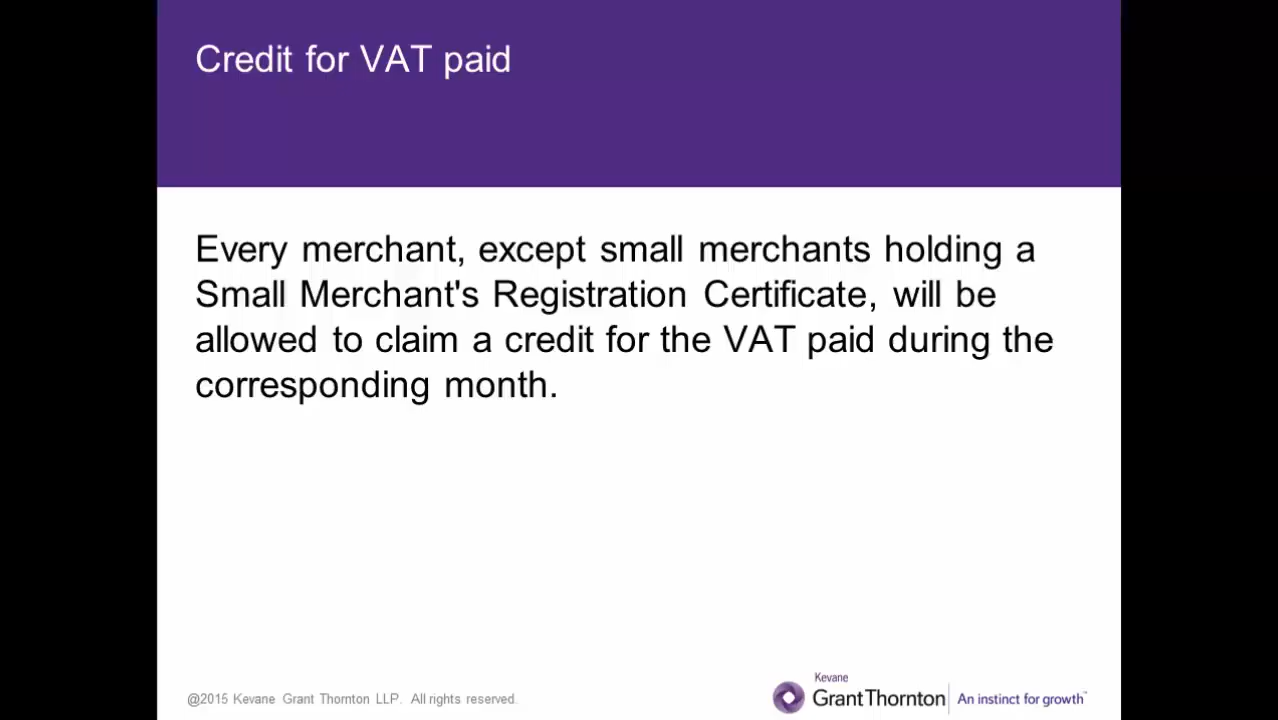 Credit for VAT paid
Every merchant, except small merchants holding a
Small Merchant's Registration Certificate, will be
allowed to claim a credit for the VAT paid during the
corresponding month.
@2015 Kevane Grant Thornton LLP. All rights reserved.
Kevane
GrantThornton
An instinct for growth™